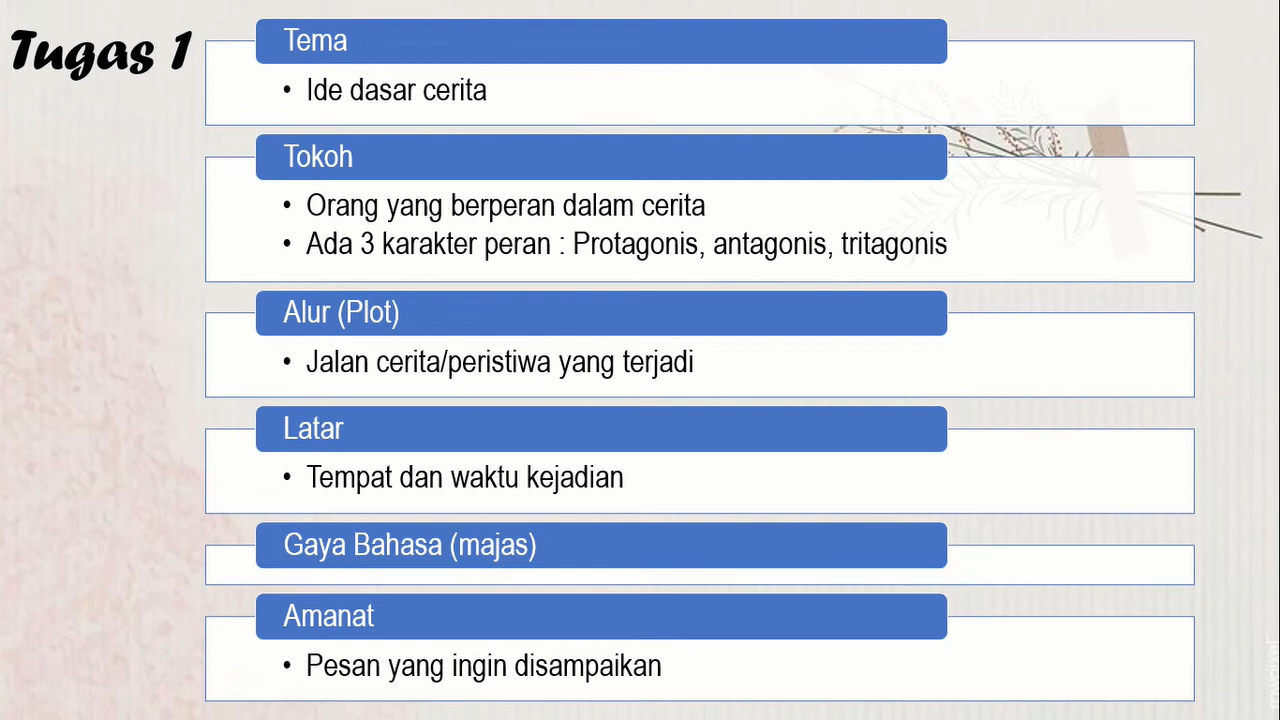 Tugas 1
Tema
• Ide dasar cerita
Tokoh
• Orang yang berperan dalam cerita
• Ada 3 karakter peran : Protagonis, antagonis, tritagonis
Alur (Plot)
• Jalan cerita/peristiwa yang terjadi
Latar
• Tempat dan waktu kejadian
Gaya Bahasa (majas)
Amanat
• Pesan yang ingin disampaikan